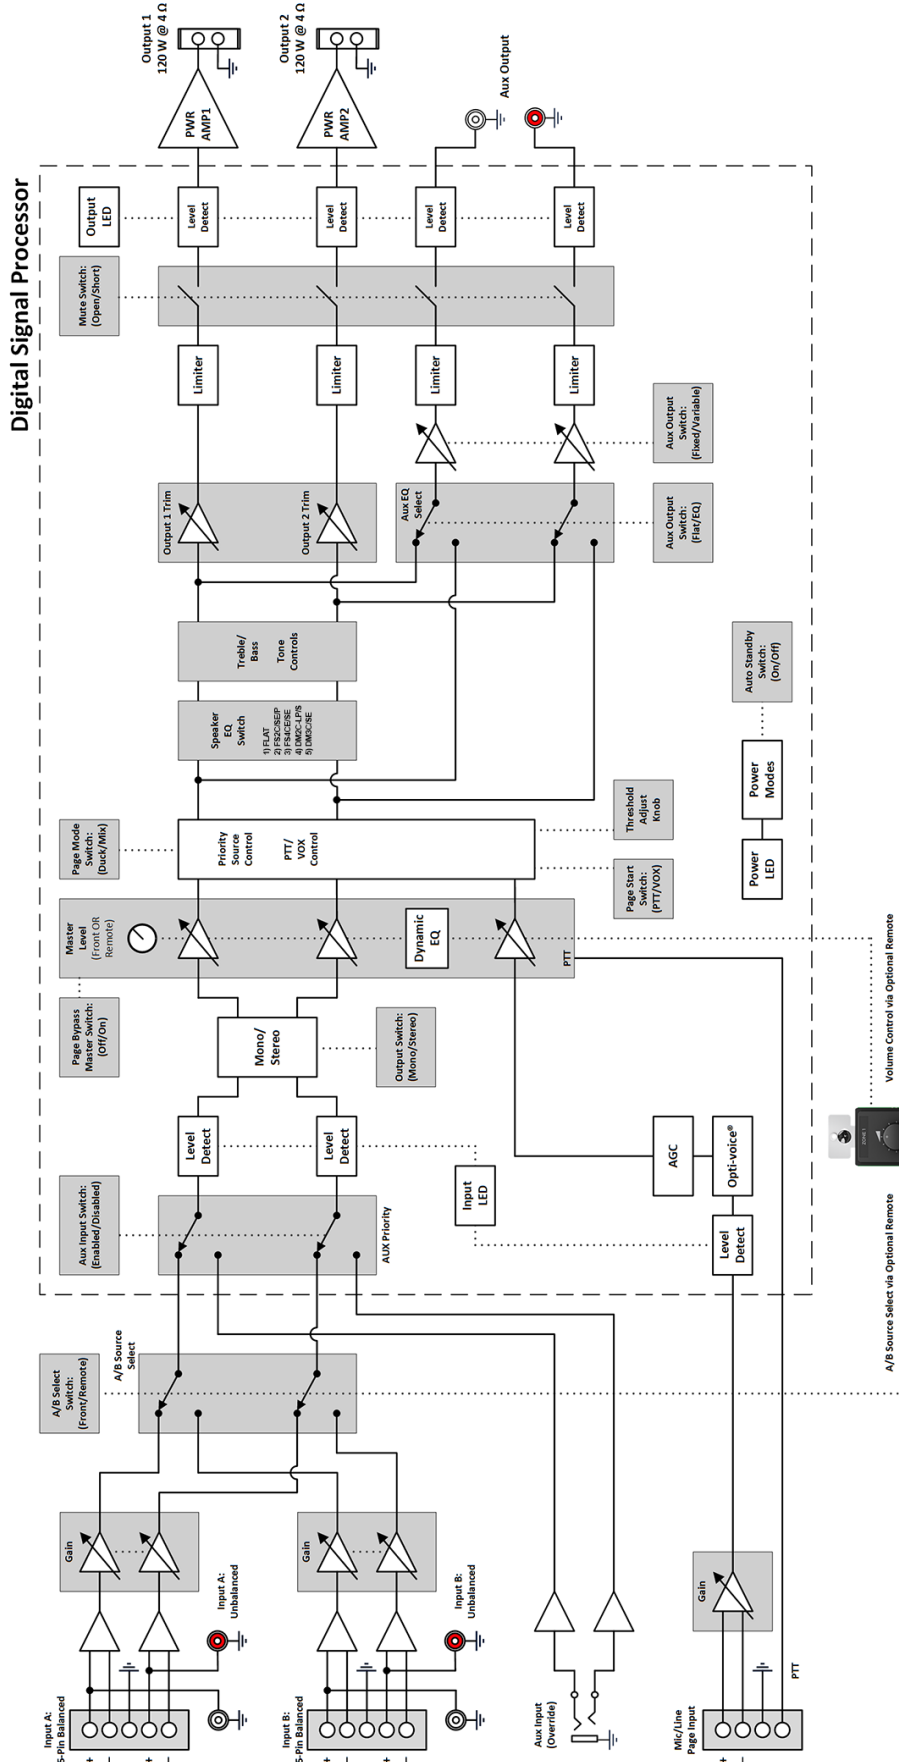 Digital Signal Processor
Input A:
5-Pin Balanced
+
–
+
–
Input A:
Unbalanced
Gain
Input B:
5-Pin Balanced
+
–
+
–
Input B:
Unbalanced
Gain
Aux Input
(Override)
Mic/Line
Page Input
+
–
PTT
Gain
A/B Select
Switch:
(Front/Remote)
A/B Source
Select
Aux Input Switch:
(Enabled/Disabled)
AUX Priority
Level
Detect
Level
Detect
Input
LED
Level
Detect
Opti-voice®
AGC
Mono/
Stereo
Output Switch:
(Mono/Stereo)
Page Bypass
Master Switch:
(Off/On)
Master
Level
(Front OR
Remote)
Dynamic
EQ
PTT
Page Mode
Switch:
(Duck/Mix)
Priority
Source
Control
PTT/
VOX
Control
Page Start
Switch:
(PTT/VOX)
Threshold
Adjust
Knob
Power
LED
Power
Modes
Auto Standby
Switch:
(On/Off)
Speaker
EQ
Switch
1) FLAT
2) FS2C/SE/P
3) FS4CE/SE
4) DM2C-LP/S
5) DM3C/SE
Treble/
Bass
Tone
Controls
Output 1 Trim
Output 2 Trim
Aux EQ
Select
Aux Output
Switch:
(Flat/EQ)
Aux Output
Switch:
(Fixed/Variable)
Limiter
Limiter
Limiter
Limiter
Mute Switch:
(Open/Short)
Output
LED
Level
Detect
Level
Detect
Level
Detect
Level
Detect
PWR
AMP1
PWR
AMP2
Output 1
120 W @ 4 Ω
Output 2
120 W @ 4 Ω
Aux Output
A/B Source Select via Optional Remote
Volume Control via Optional Remote
ZONE 1